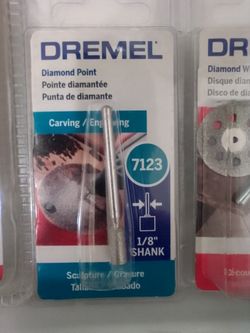 DREMEL
Diamond Point
Pointe diamantée
Punta de diamante
Carving / Engraving
7123
1/8"
SHANK
Sculpture / Gravure
DREMEL
Diamond W
Disque diam
Disco de diam